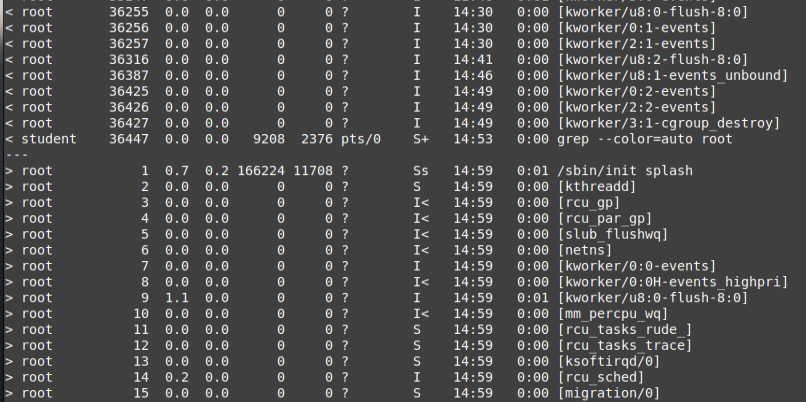 < root       36255  0.0  0.0      0     0 ?        I    14:30   0:00 [kworker/u8:0-flush-8:0]
< root       36256  0.0  0.0      0     0 ?        I    14:30   0:00 [kworker/0:1-events]
< root       36257  0.0  0.0      0     0 ?        I    14:30   0:00 [kworker/2:1-events]
< root       36316  0.0  0.0      0     0 ?        I    14:41   0:00 [kworker/u8:2-flush-8:0]
< root       36387  0.0  0.0      0     0 ?        I    14:46   0:00 [kworker/u8:1-events_unbound]
< root       36425  0.0  0.0      0     0 ?        I    14:49   0:00 [kworker/0:2-events]
< root       36426  0.0  0.0      0     0 ?        I    14:49   0:00 [kworker/2:2-events]
< root       36427  0.0  0.0      0     0 ?        I    14:49   0:00 [kworker/3:1-cgroup_destroy]
< student    36447  0.0  0.0   9208  2376 pts/0    S+   14:53   0:00 grep --color=auto root
---
> root           1  0.7  0.2 166224 11708 ?        Ss   14:59   0:01 /sbin/init splash
> root           2  0.0  0.0      0     0 ?        S    14:59   0:00 [kthreadd]
> root           3  0.0  0.0      0     0 ?        I<   14:59   0:00 [rcu_gp]
> root           4  0.0  0.0      0     0 ?        I<   14:59   0:00 [rcu_par_gp]
> root           5  0.0  0.0      0     0 ?        I<   14:59   0:00 [slub_flushwq]
> root           6  0.0  0.0      0     0 ?        I<   14:59   0:00 [netns]
> root           7  0.0  0.0      0     0 ?        I    14:59   0:00 [kworker/0:0-events]
> root           8  0.0  0.0      0     0 ?        I<   14:59   0:00 [kworker/0:0H-events_highpri]
> root           9  1.1  0.0      0     0 ?        I    14:59   0:01 [kworker/u8:0-flush-8:0]
> root          10  0.0  0.0      0     0 ?        I<   14:59   0:00 [mm_percpu_wq]
> root          11  0.0  0.0      0     0 ?        S    14:59   0:00 [rcu_tasks_rude_]
> root          12  0.0  0.0      0     0 ?        S    14:59   0:00 [rcu_tasks_trace]
> root          13  0.0  0.0      0     0 ?        S    14:59   0:00 [ksoftirqd/0]
> root          14  0.2  0.0      0     0 ?        I    14:59   0:00 [rcu_sched]
> root          15  0.0  0.0      0     0 ?        S    14:59   0:00 [migration/0]